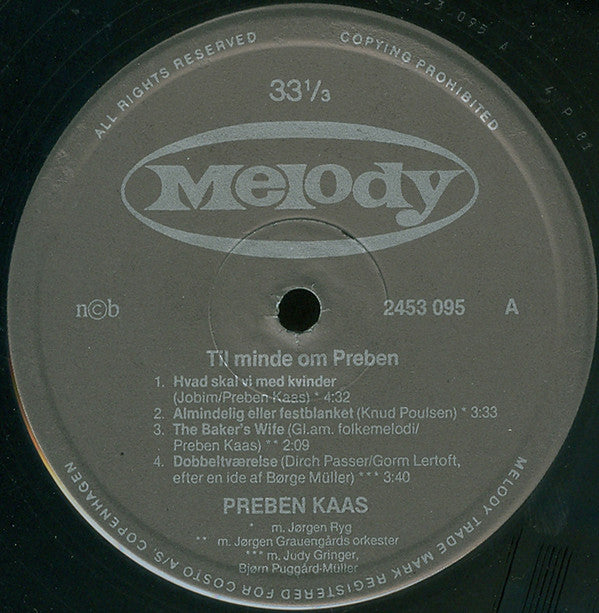 ALL RIGHTS RESERVED
COPYING PROHIBITED
33⅓
Melody
n©b
2453 095 A
Til minde om Preben
1. Hvad skal vi med kvinder
(Jobim/Preben Kaas) * 4:32
2. Almindelig eller festblanket (Knud Poulsen) * 3:33
3. The Baker's Wife (Gl.am. folkemelodi/
Preben Kaas) ** 2:09
4. Dobbeltværelse (Dirch Passer/Gorm Lertoft,
efter en ide af Børge Müller) *** 3:40
PREBEN KAAS
* m. Jørgen Ryg
** m. Jørgen Grauengårds orkester
*** m. Judy Gringer,
Bjørn Puggård-Müller
MELODY TRADE MARK REGISTERED FOR COSTO A/S. COPENHAGEN